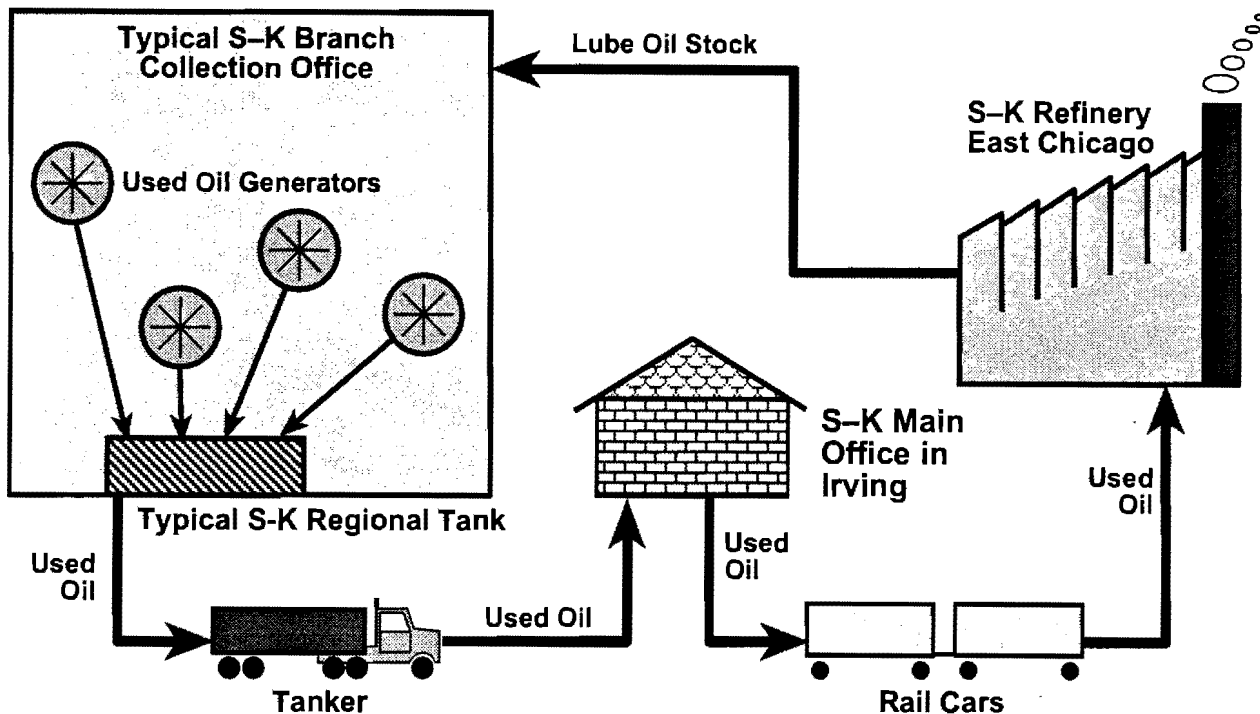 Typical S–K Branch
Collection Office
Lube Oil Stock
S–K Refinery
East Chicago
Used Oil Generators
S–K Main
Office in
Irving
Used
Oil
Typical S-K Regional Tank
Used
Oil
Used
Oil
Used Oil
Tanker
Rail Cars